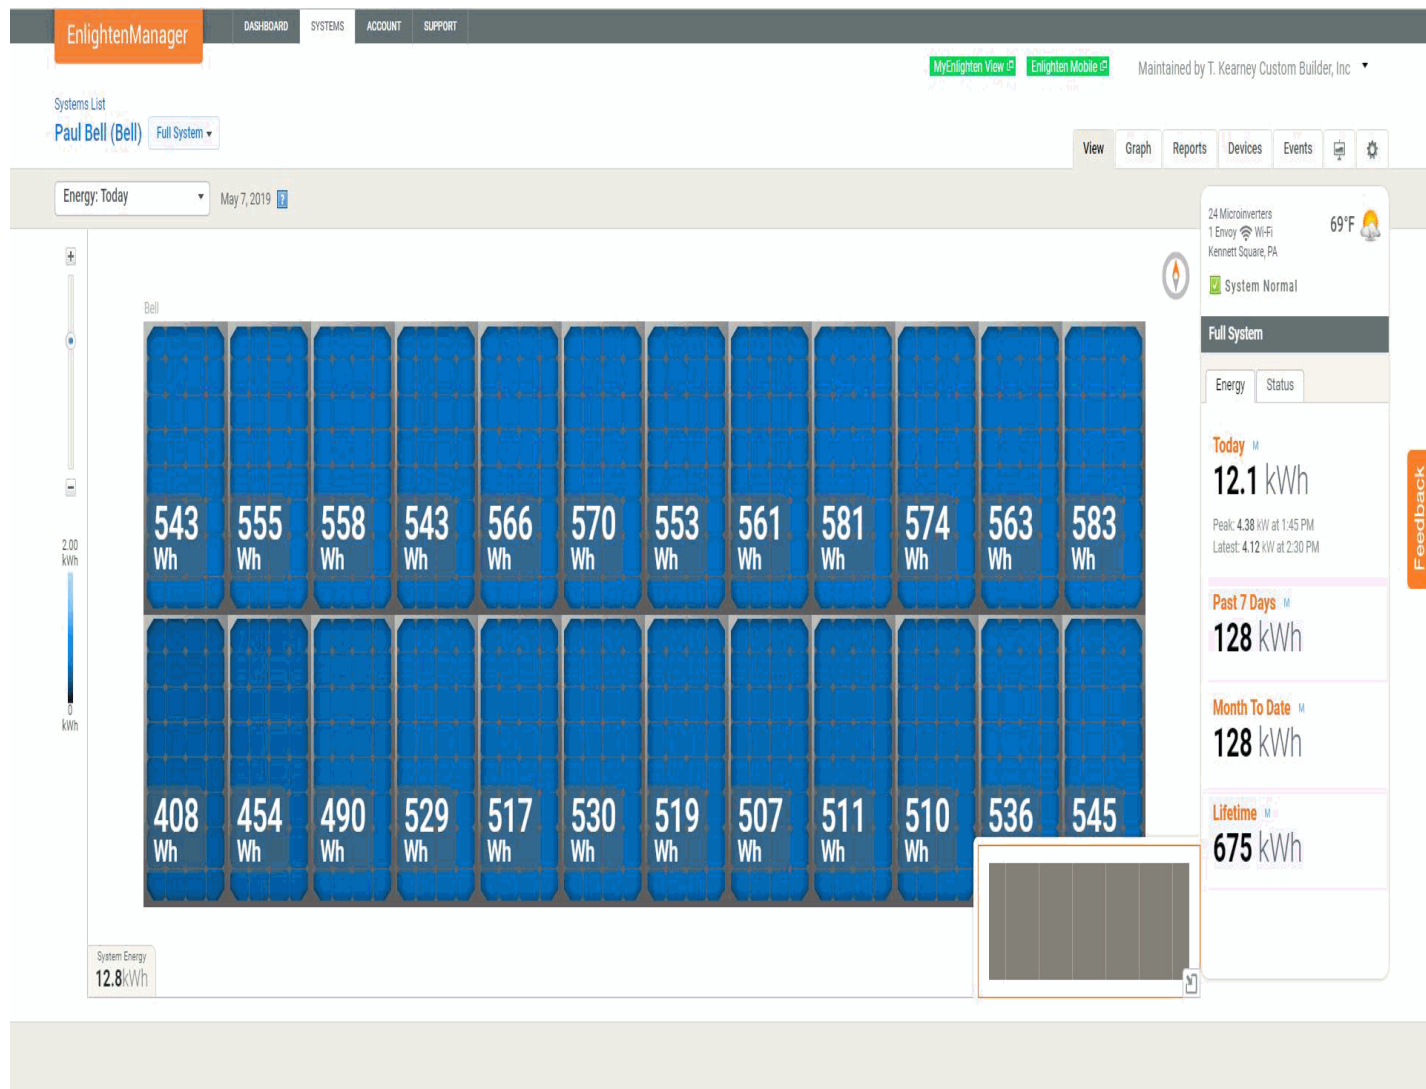 EnlightenManager
DASHBOARD SYSTEMS ACCOUNT SUPPORT
MyEnlighten View Enlighten Mobile Maintained by T. Kearney Custom Builder, Inc
Systems List
Paul Bell (Bell) Full System
View Graph Reports Devices Events
Energy: Today May 7, 2019 ?
24 Microinverters
1 Envoy Wi-Fi
Kennett Square, PA
69°F
System Normal
Full System
Energy Status
Today M
12.1 kWh
Peak: 4.38 kW at 1:45 PM
Latest: 4.12 kW at 2:30 PM
Past 7 Days M
128 kWh
Month To Date M
128 kWh
Lifetime M
675 kWh
Feedback
+
−
2.00
kWh
0
kWh
Bell
543 555 558 543 566 570 553 561 581 574 563 583
Wh Wh Wh Wh Wh Wh Wh Wh Wh Wh Wh Wh
408 454 490 529 517 530 519 507 511 510 536 545
Wh Wh Wh Wh Wh Wh Wh Wh Wh Wh
System Energy
12.8kWh